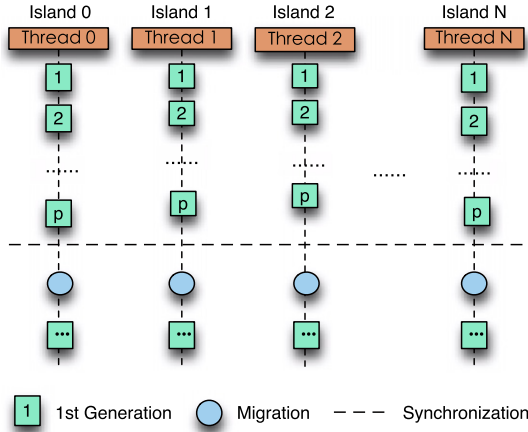 Island 0 Island 1 Island 2 Island N
Thread 0 Thread 1 Thread 2 Thread N
1 1 1 1
2 2 2 2
...... ...... ...... ...... ......
p p p p
... ... ... ...
1 1st Generation Migration Synchronization